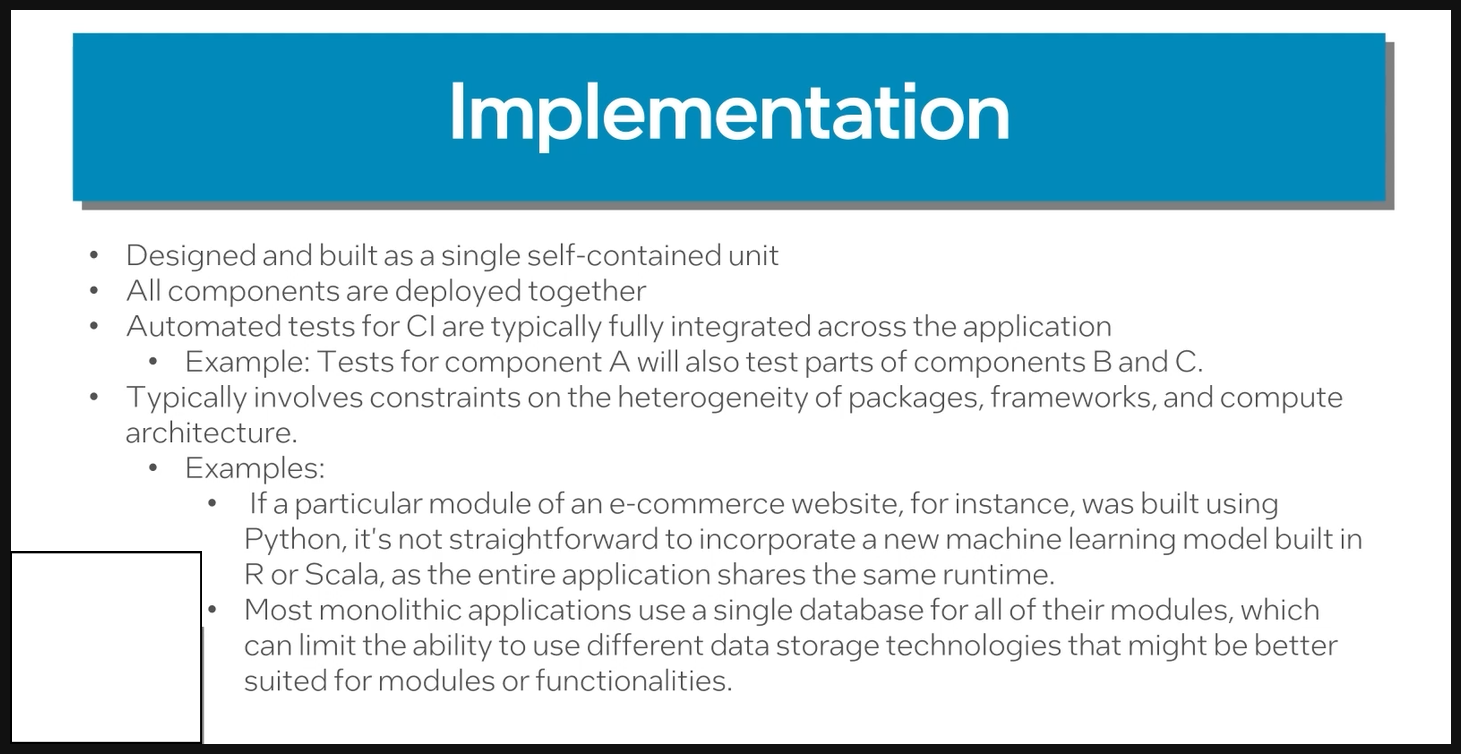 Implementation
• Designed and built as a single self-contained unit
• All components are deployed together
• Automated tests for CI are typically fully integrated across the application
• Example: Tests for component A will also test parts of components B and C.
• Typically involves constraints on the heterogeneity of packages, frameworks, and compute
architecture.
• Examples:
• If a particular module of an e-commerce website, for instance, was built using
Python, it's not straightforward to incorporate a new machine learning model built in
R or Scala, as the entire application shares the same runtime.
• Most monolithic applications use a single database for all of their modules, which
can limit the ability to use different data storage technologies that might be better
suited for modules or functionalities.